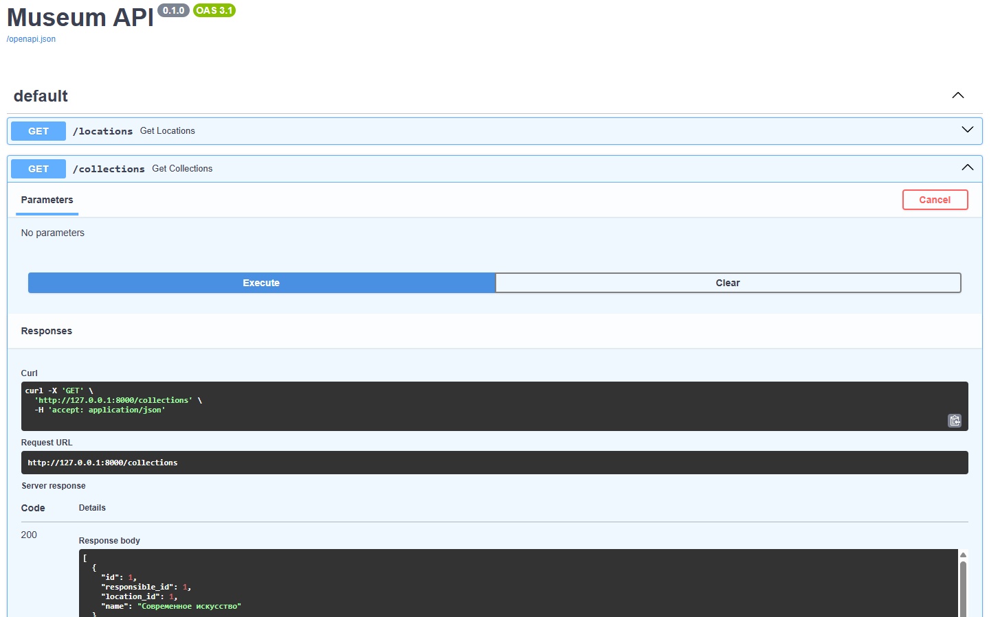 Museum API 0.1.0 OAS 3.1
/openapi.json
default
GET /locations Get Locations
GET /collections Get Collections
Parameters Cancel
No parameters
Execute Clear
Responses
Curl
curl -X 'GET' \
'http://127.0.0.1:8000/collections' \
-H 'accept: application/json'
Request URL
http://127.0.0.1:8000/collections
Server response
Code Details
200
Response body
[
{
"id": 1,
"responsible_id": 1,
"location_id": 1,
"name": "Современное искусство"
}